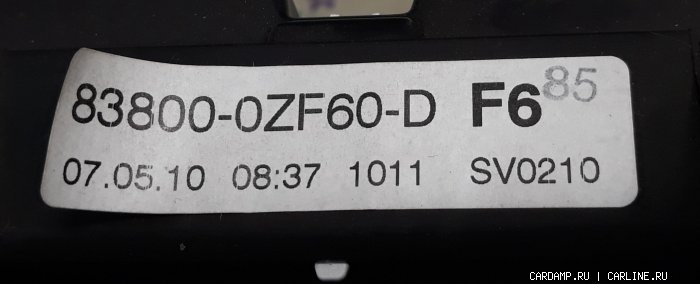 83800-0ZF60-D F6 85
07.05.10 08:37 1011 SV0210
CARDAMP.RU | CARLINE.RU